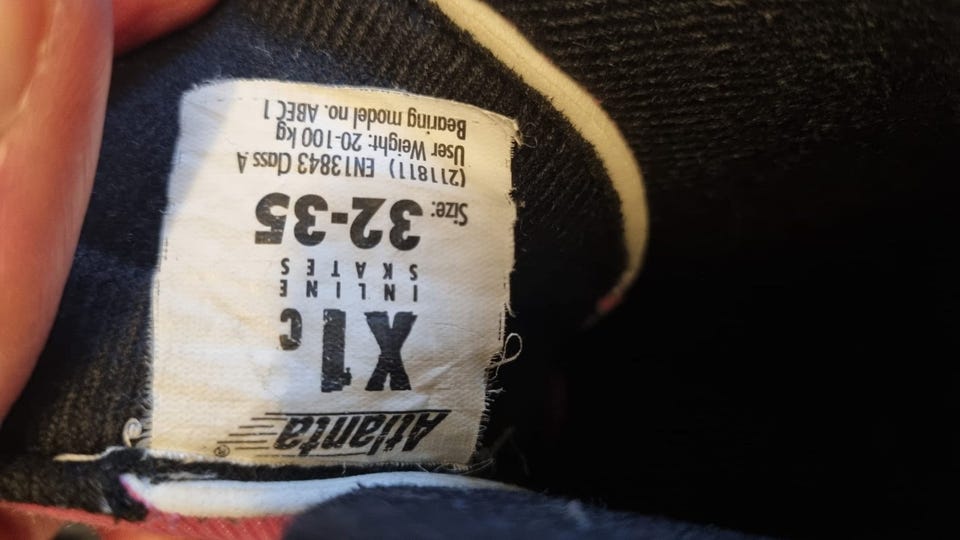 Atlanta®
X1c
INLINE
SKATES
Size: 32-35
(211811) EN13843 Class A
User Weight: 20-100 kg
Bearing model no. ABEC 1